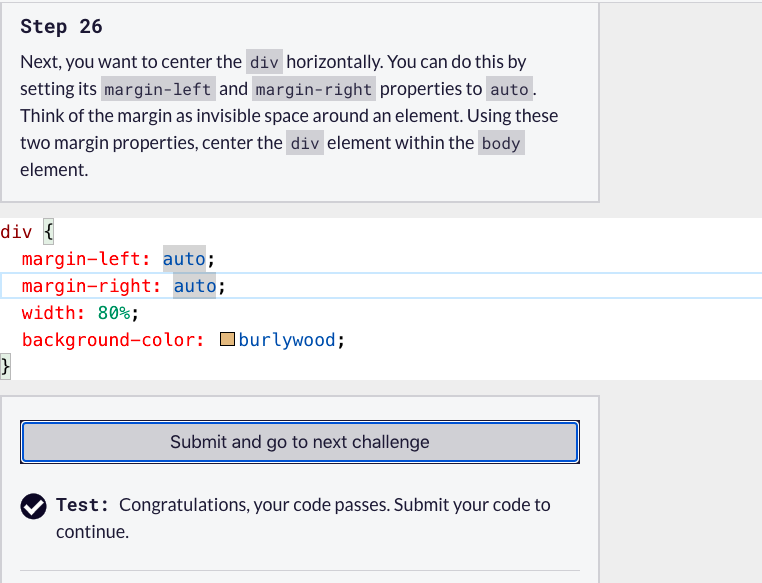 Step 26
Next, you want to center the div horizontally. You can do this by
setting its margin-left and margin-right properties to auto.
Think of the margin as invisible space around an element. Using these
two margin properties, center the div element within the body
element.
div {
  margin-left: auto;
  margin-right: auto;
  width: 80%;
  background-color: burlywood;
}
Submit and go to next challenge
Test: Congratulations, your code passes. Submit your code to
continue.